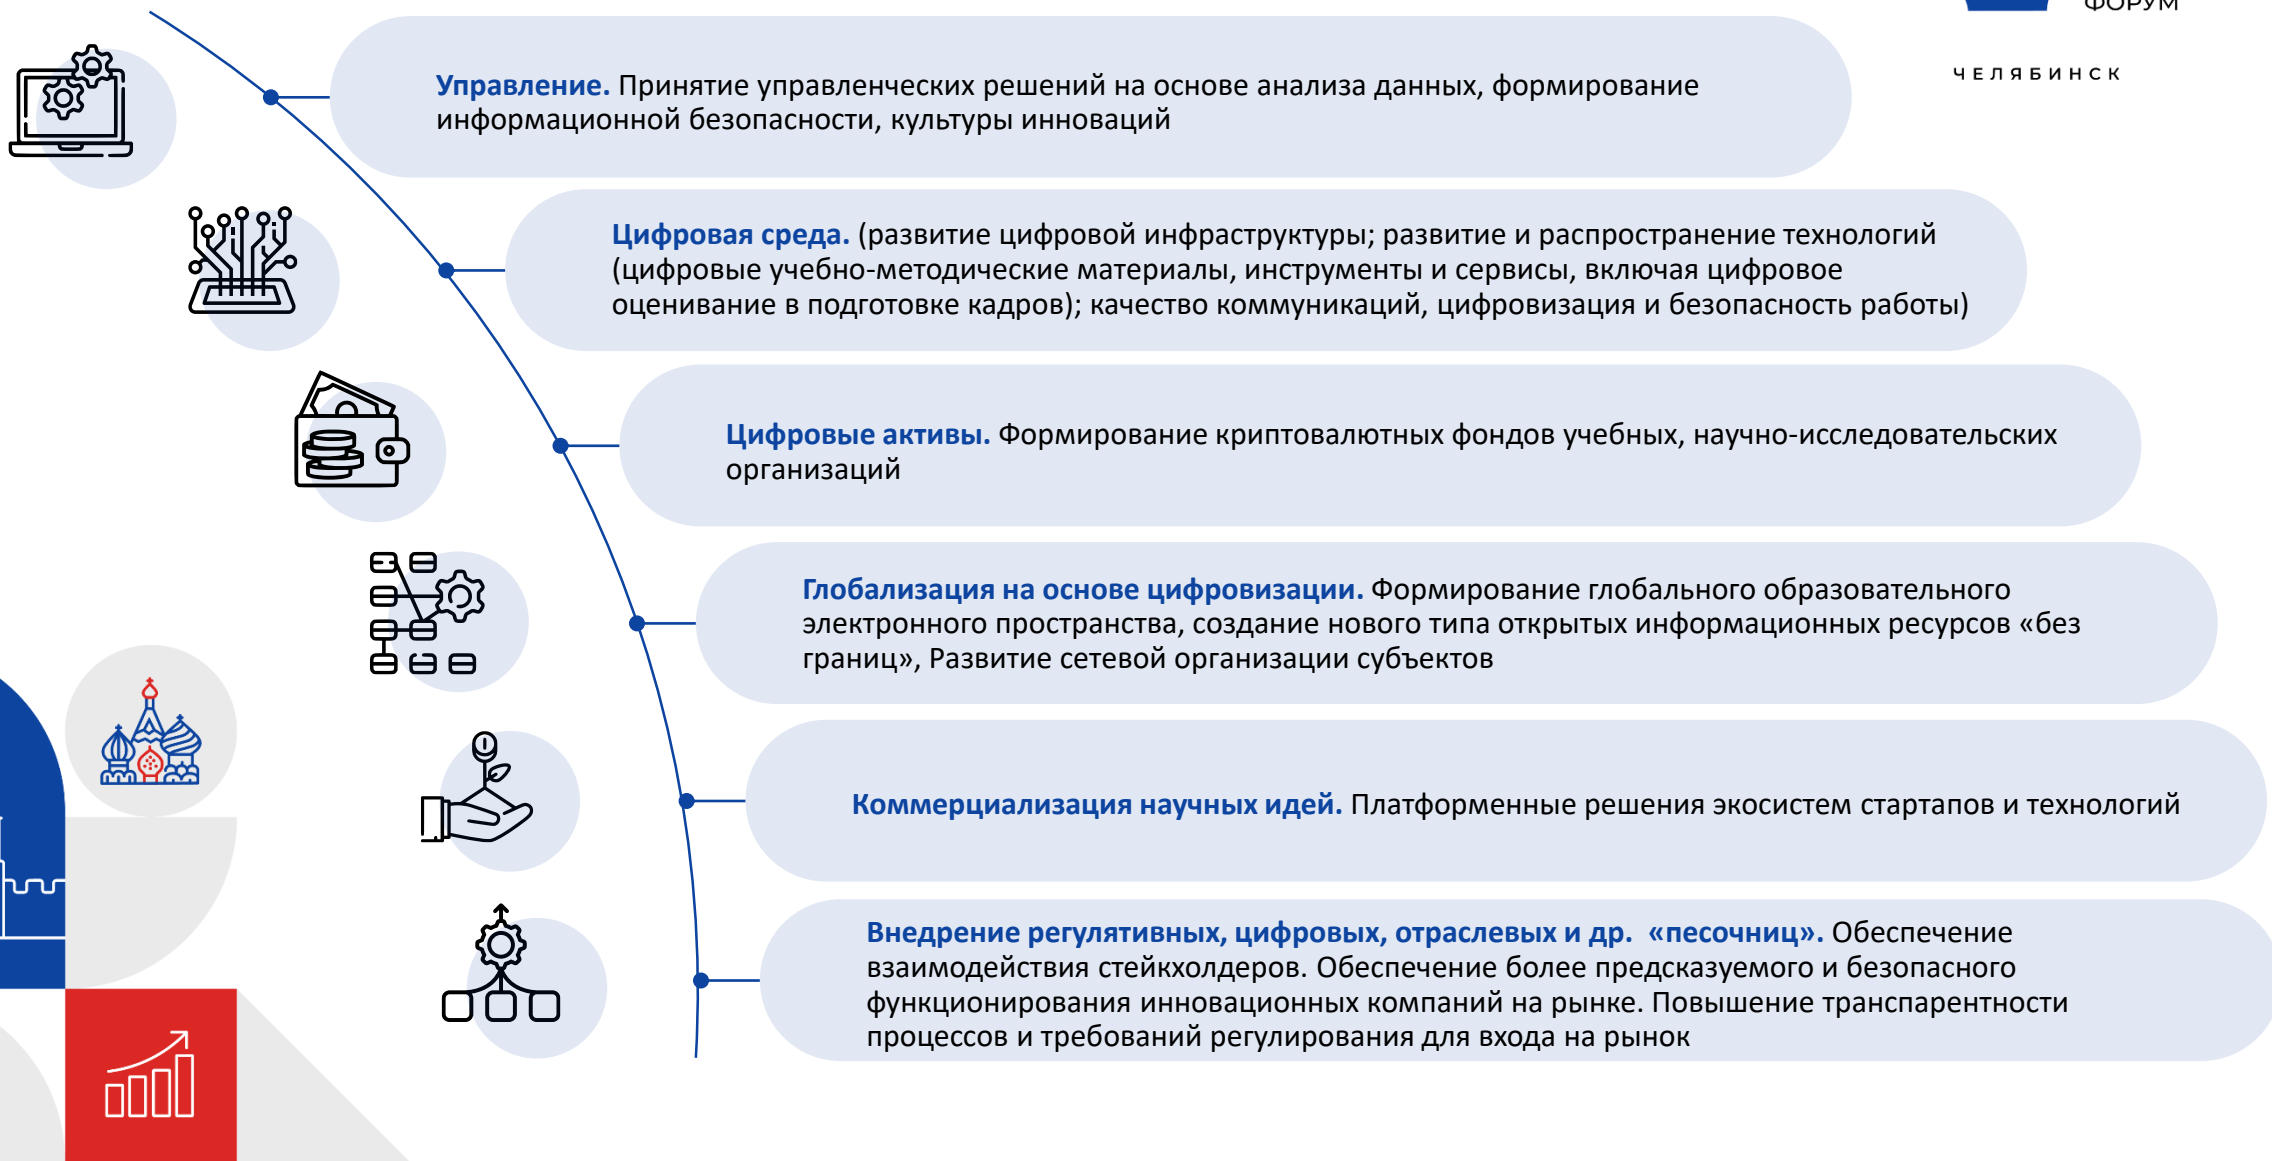 ФОРУМ
ЧЕЛЯБИНСК
Управление. Принятие управленческих решений на основе анализа данных, формирование
информационной безопасности, культуры инноваций
Цифровая среда. (развитие цифровой инфраструктуры; развитие и распространение технологий
(цифровые учебно-методические материалы, инструменты и сервисы, включая цифровое
оценивание в подготовке кадров); качество коммуникаций, цифровизация и безопасность работы)
Цифровые активы. Формирование криптовалютных фондов учебных, научно-исследовательских
организаций
Глобализация на основе цифровизации. Формирование глобального образовательного
электронного пространства, создание нового типа открытых информационных ресурсов «без
границ», Развитие сетевой организации субъектов
Коммерциализация научных идей. Платформенные решения экосистем стартапов и технологий
Внедрение регулятивных, цифровых, отраслевых и др. «песочниц». Обеспечение
взаимодействия стейкхолдеров. Обеспечение более предсказуемого и безопасного
функционирования инновационных компаний на рынке. Повышение транспарентности
процессов и требований регулирования для входа на рынок